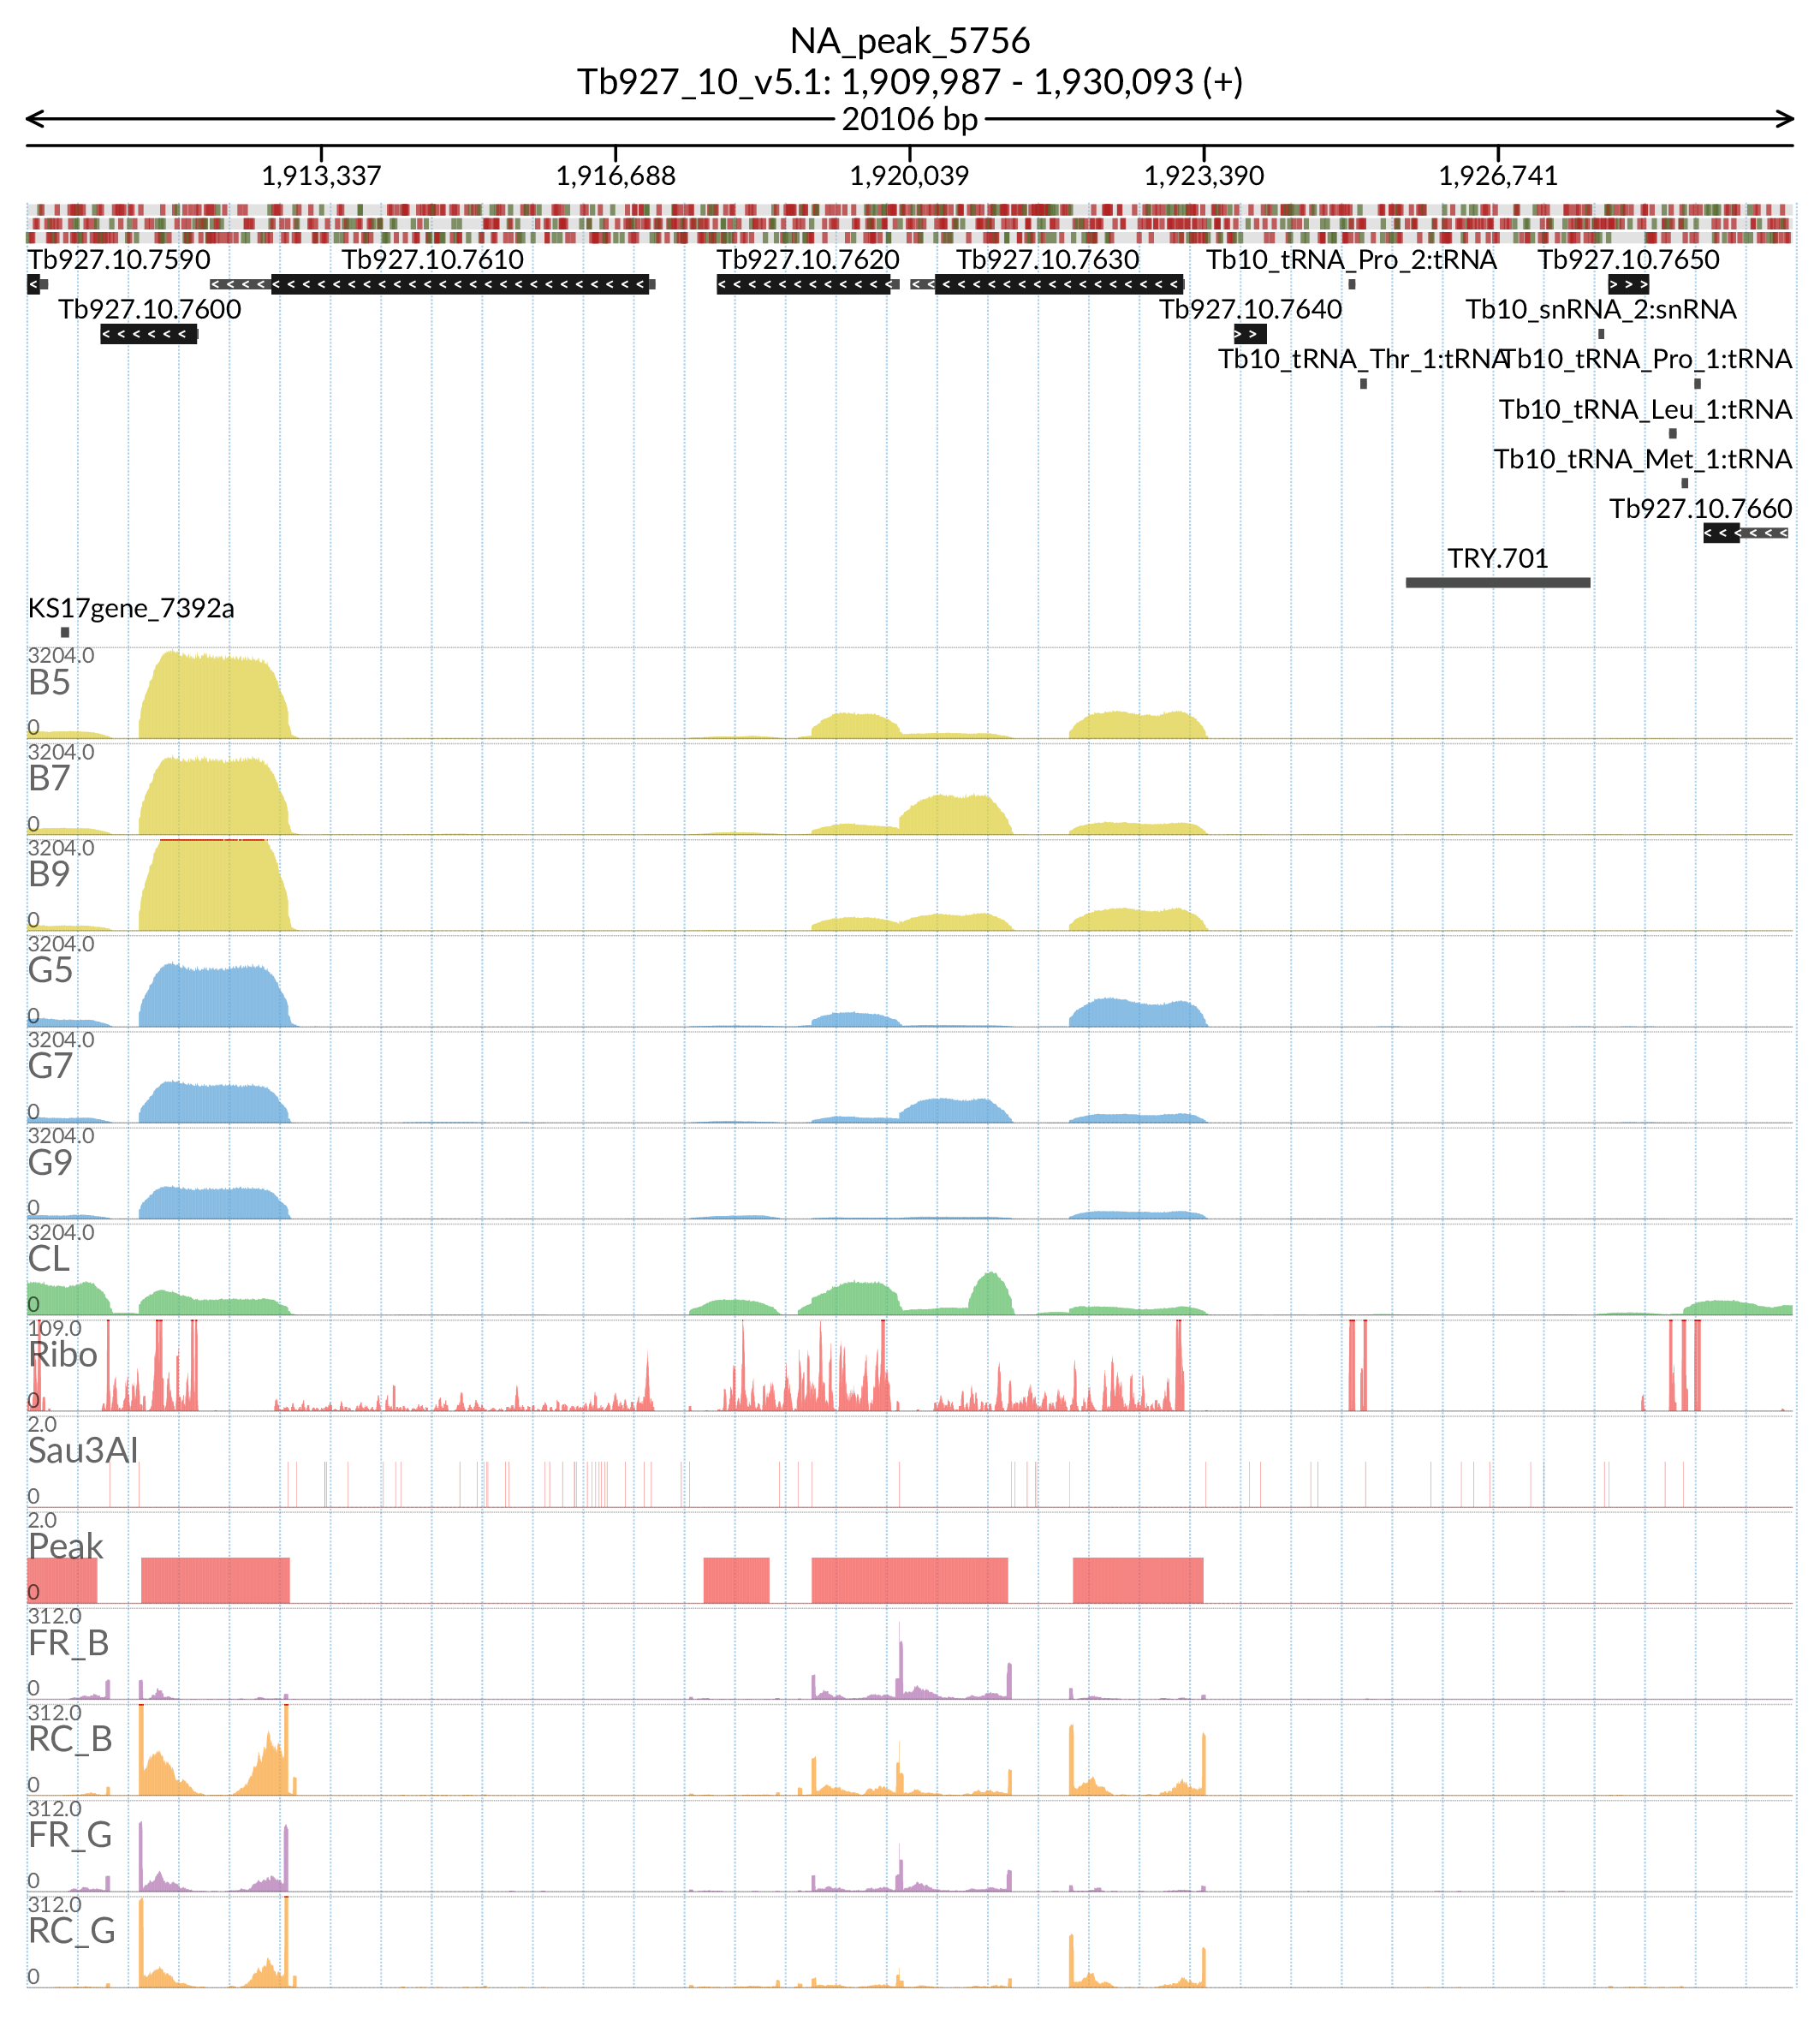 NA_peak_5756
Tb927_10_v5.1: 1,909,987 - 1,930,093 (+)
20106 bp
1,913,337 1,916,688 1,920,039 1,923,390 1,926,741
Tb927.10.7590 Tb927.10.7610 Tb927.10.7620 Tb927.10.7630 Tb10_tRNA_Pro_2:tRNA Tb927.10.7650
Tb927.10.7600 Tb927.10.7640 Tb10_snRNA_2:snRNA
Tb10_tRNA_Thr_1:tRNA Tb10_tRNA_Pro_1:tRNA
Tb10_tRNA_Leu_1:tRNA
Tb10_tRNA_Met_1:tRNA
Tb927.10.7660
TRY.701
KS17gene_7392a
3204.0
B5
0
3204.0
B7
0
3204.0
B9
0
3204.0
G5
0
3204.0
G7
0
3204.0
G9
0
3204.0
CL
0
109.0
Ribo
0
2.0
Sau3AI
0
2.0
Peak
0
312.0
FR_B
0
312.0
RC_B
0
312.0
FR_G
0
312.0
RC_G
0